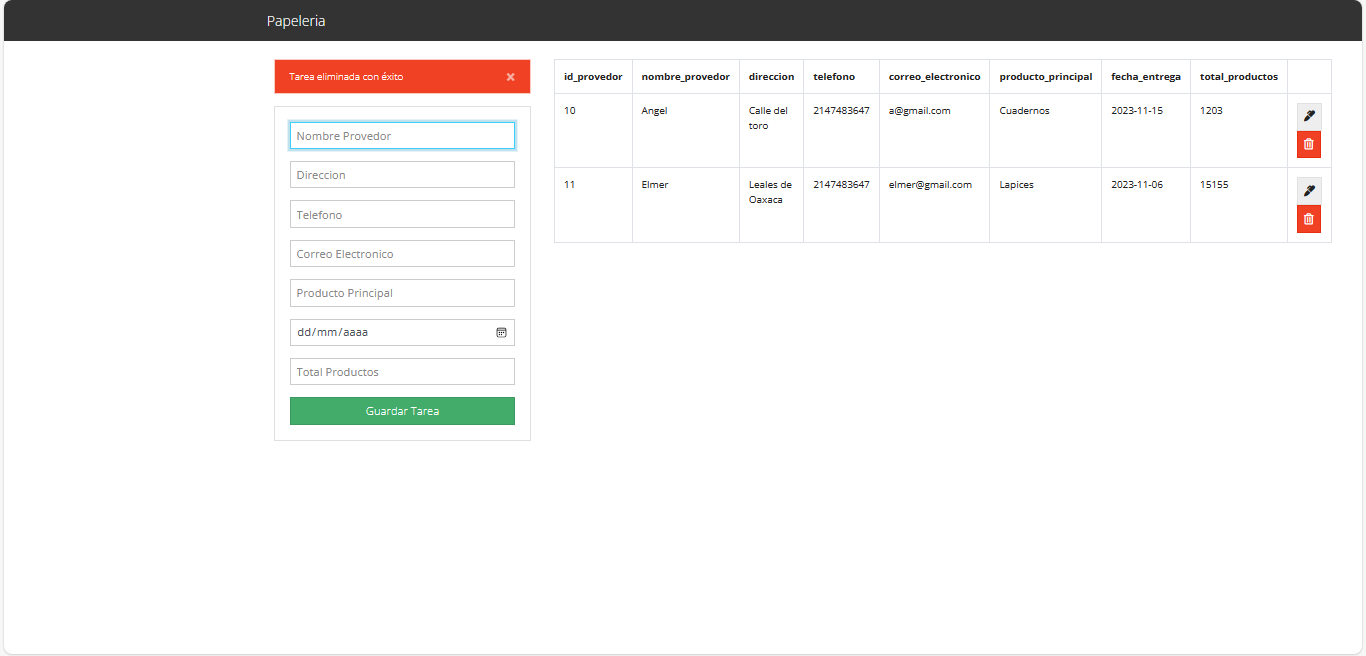 Papeleria
Tarea eliminada con éxito ×
Nombre Provedor
Direccion
Telefono
Correo Electronico
Producto Principal
dd/mm/aaaa
Total Productos
Guardar Tarea
id_provedor nombre_provedor direccion telefono correo_electronico producto_principal fecha_entrega total_productos
10 Angel Calle del 2147483647 a@gmail.com Cuadernos 2023-11-15 1203
toro
11 Elmer Leales de 2147483647 elmer@gmail.com Lapices 2023-11-06 15155
Oaxaca